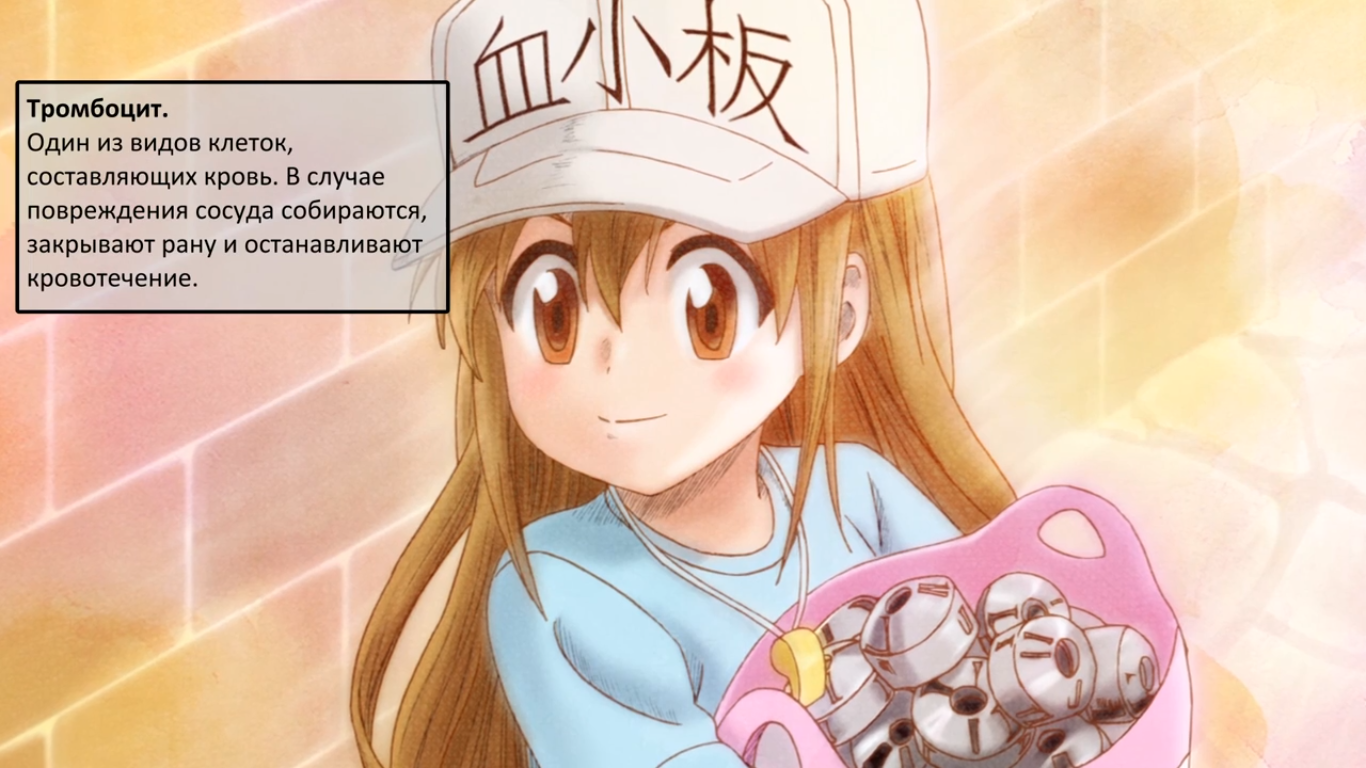 血小板
Тромбоцит.
Один из видов клеток,
составляющих кровь. В случае
повреждения сосуда собираются,
закрывают рану и останавливают
кровотечение.